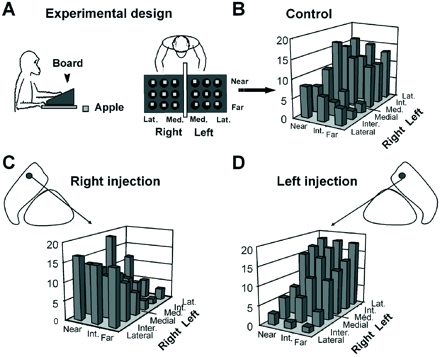 A Experimental design
Board
Apple
Near
Far
Lat. Med. Med. Lat.
Right Left
B Control
20
15
10
5
0
Near
Int.
Far
Lateral
Inter.
Medial
Med.
Int.
Lat.
Right Left
C Right injection
20
15
10
5
0
Near
Int.
Far
Lateral
Inter.
Medial
Med.
Int.
Lat.
Right Left
D Left injection
20
15
10
5
0
Near
Int.
Far
Lateral
Inter.
Medial
Med.
Int.
Lat.
Right Left